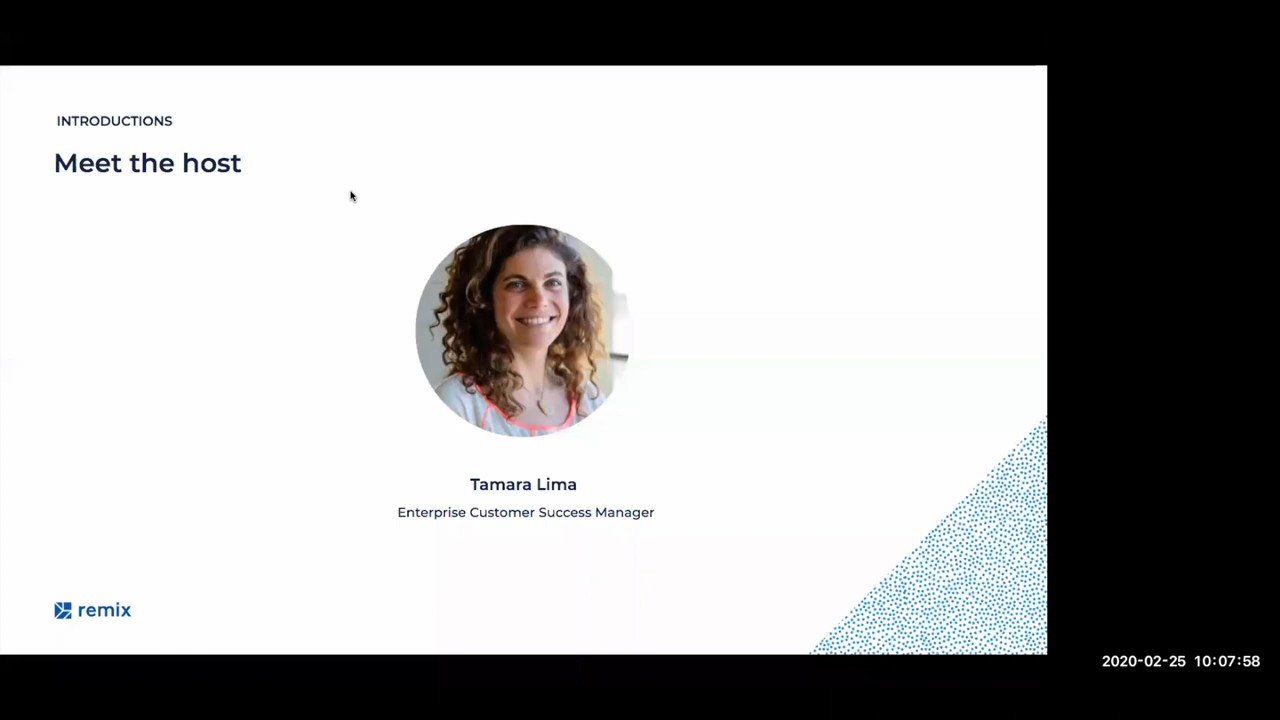 INTRODUCTIONS
Meet the host
Tamara Lima
Enterprise Customer Success Manager
remix
2020-02-25 10:07:58